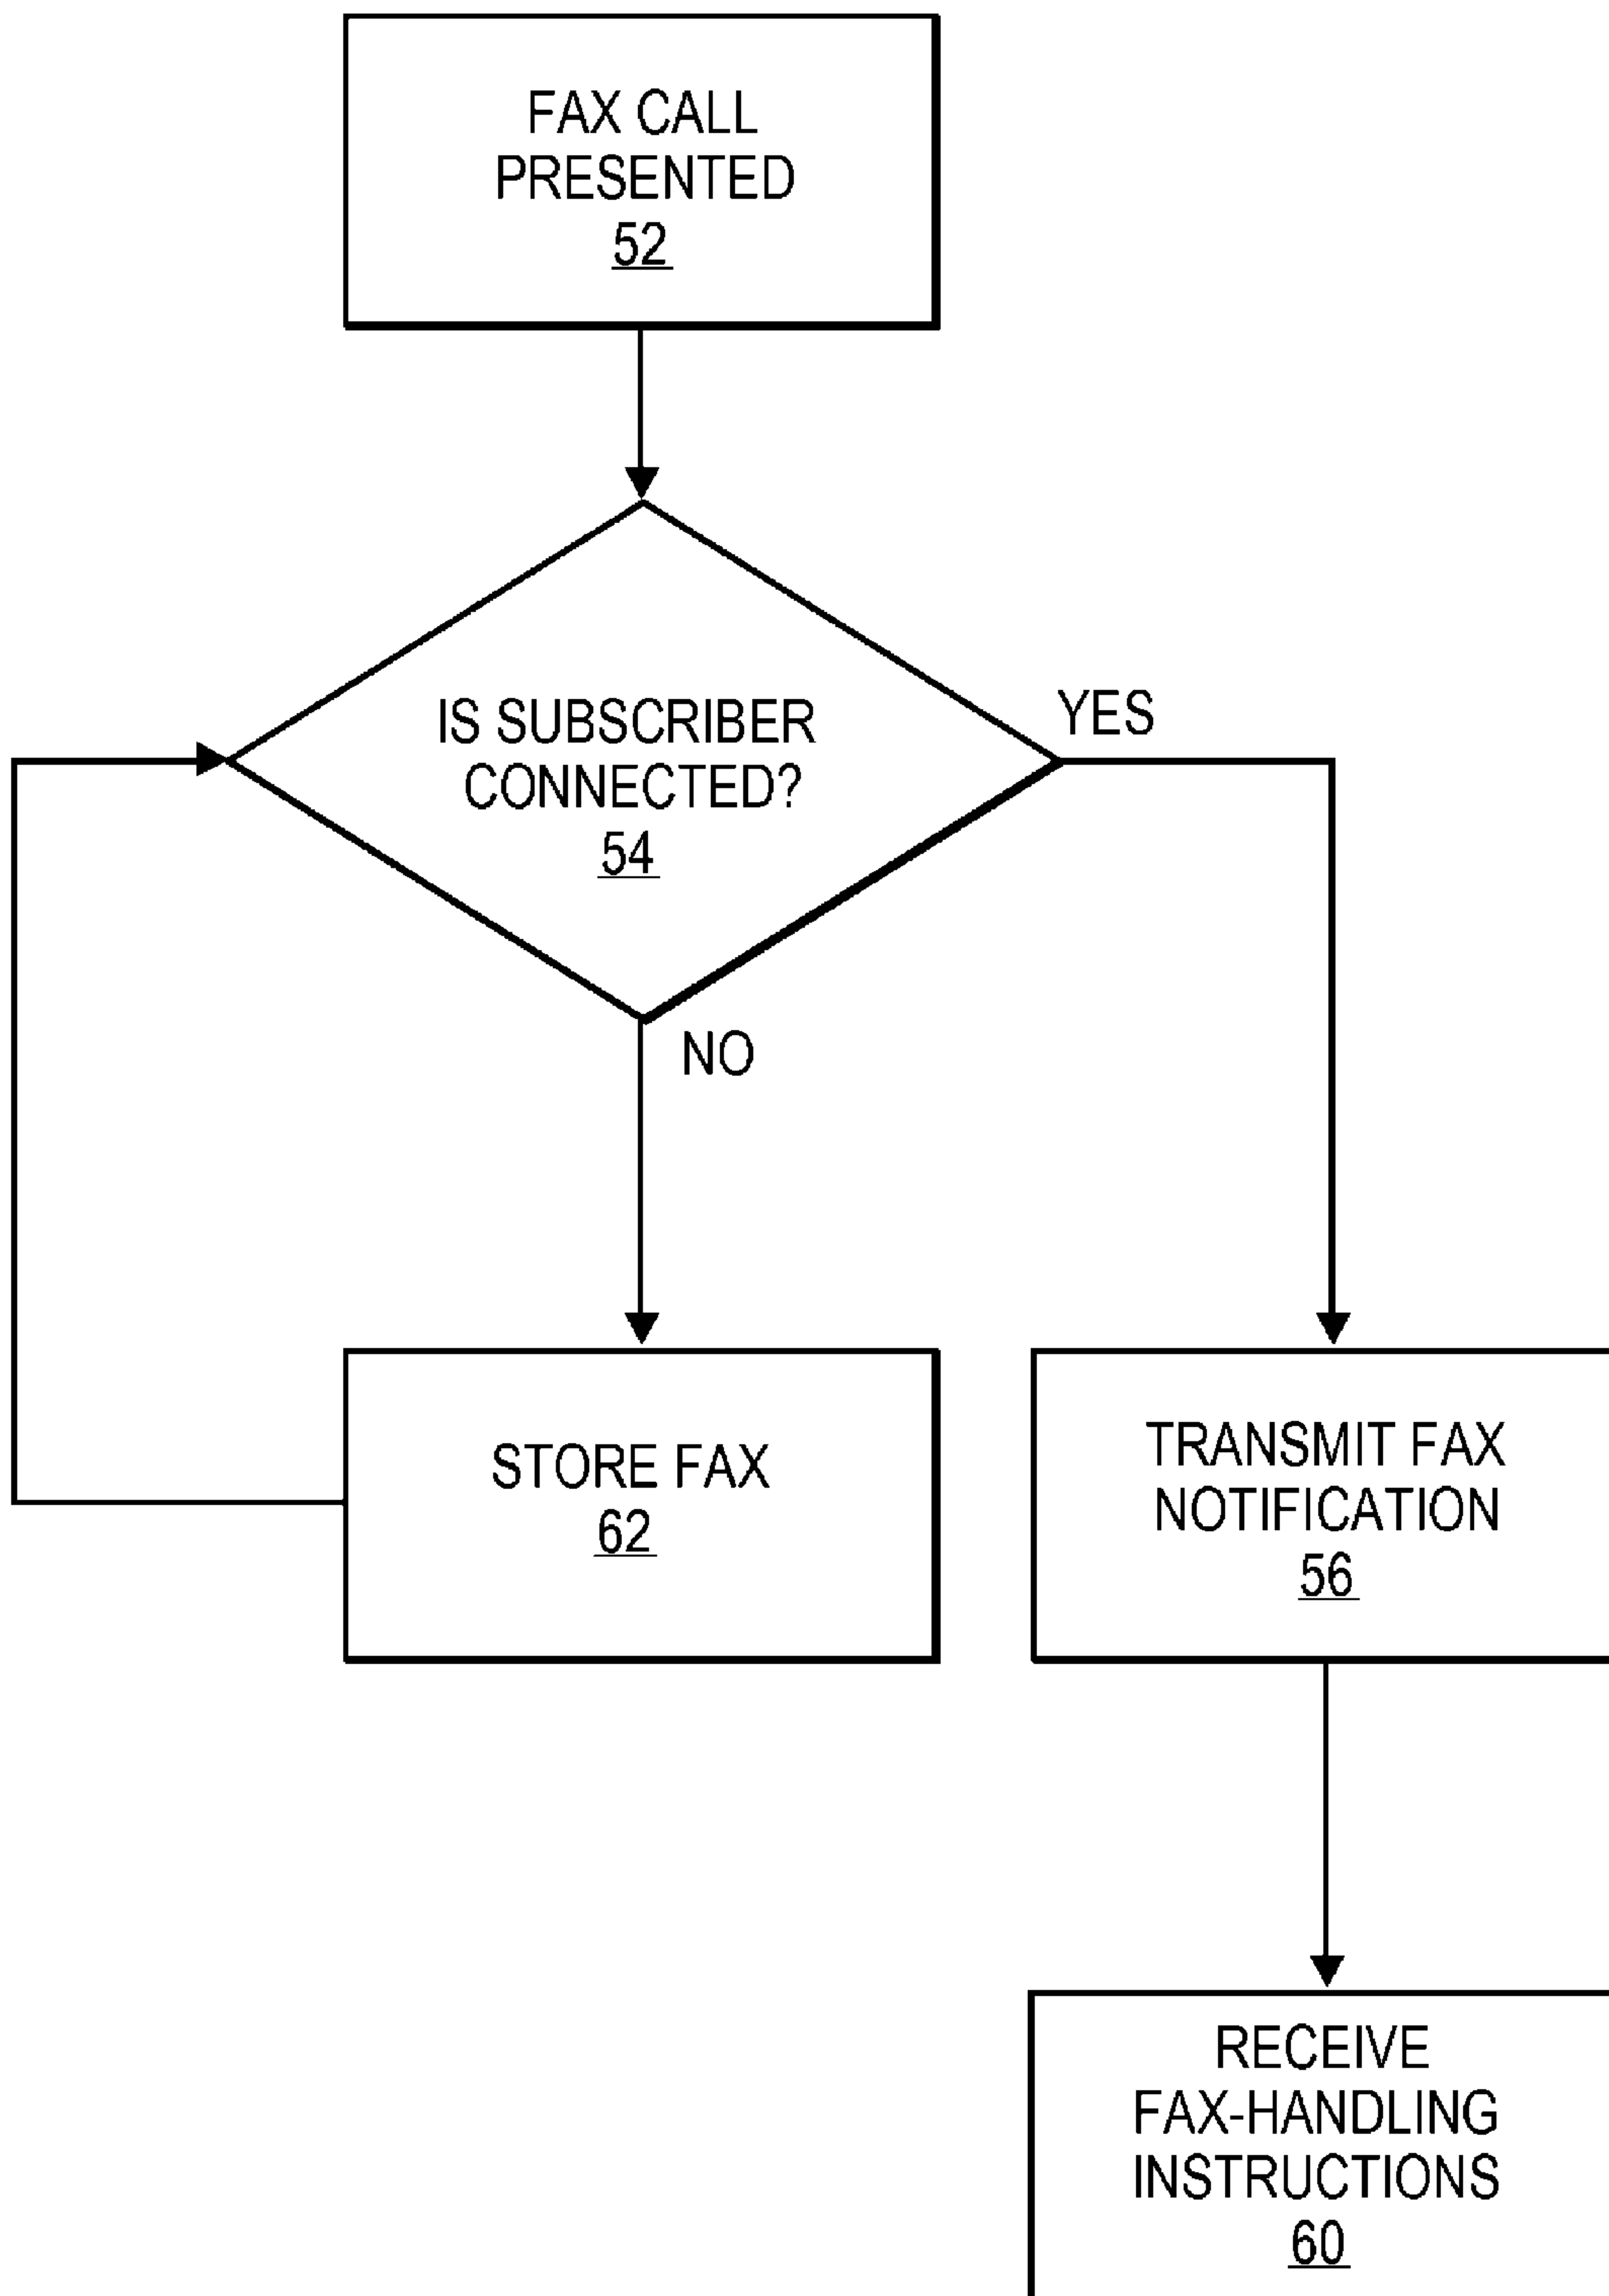 FAX CALL
PRESENTED
52
IS SUBSCRIBER
CONNECTED?
54
YES
NO
STORE FAX
62
TRANSMIT FAX
NOTIFICATION
56
RECEIVE
FAX-HANDLING
INSTRUCTIONS
60